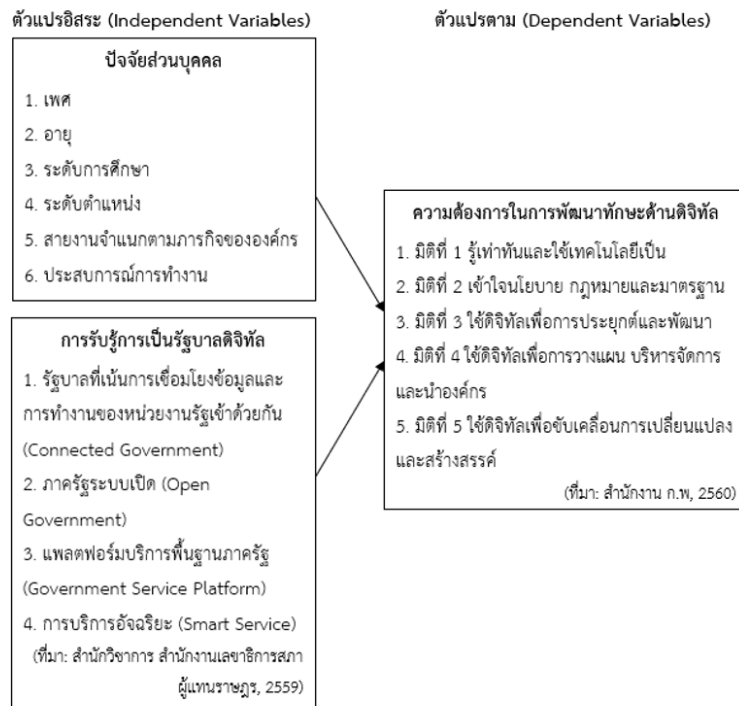 ตัวแปรอิสระ (Independent Variables)
ปัจจัยส่วนบุคคล
1. เพศ
2. อายุ
3. ระดับการศึกษา
4. ระดับตำแหน่ง
5. สายงานจำแนกตามภารกิจขององค์กร
6. ประสบการณ์การทำงาน
การรับรู้การเป็นรัฐบาลดิจิทัล
1. รัฐบาลที่เน้นการเชื่อมโยงข้อมูลและ
การทำงานของหน่วยงานรัฐเข้าด้วยกัน
(Connected Government)
2. ภาครัฐระบบเปิด (Open
Government)
3. แพลตฟอร์มบริการพื้นฐานภาครัฐ
(Government Service Platform)
4. การบริการอัจฉริยะ (Smart Service)
(ที่มา: สำนักวิชาการ สำนักงานเลขาธิการสภา
ผู้แทนราษฎร, 2559)
ตัวแปรตาม (Dependent Variables)
ความต้องการในการพัฒนาทักษะด้านดิจิทัล
1. มิติที่ 1 รู้เท่าทันและใช้เทคโนโลยีเป็น
2. มิติที่ 2 เข้าใจนโยบาย กฎหมายและมาตรฐาน
3. มิติที่ 3 ใช้ดิจิทัลเพื่อการประยุกต์และพัฒนา
4. มิติที่ 4 ใช้ดิจิทัลเพื่อการวางแผน บริหารจัดการ
และนำองค์กร
5. มิติที่ 5 ใช้ดิจิทัลเพื่อขับเคลื่อนการเปลี่ยนแปลง
และสร้างสรรค์
(ที่มา: สำนักงาน ก.พ, 2560)